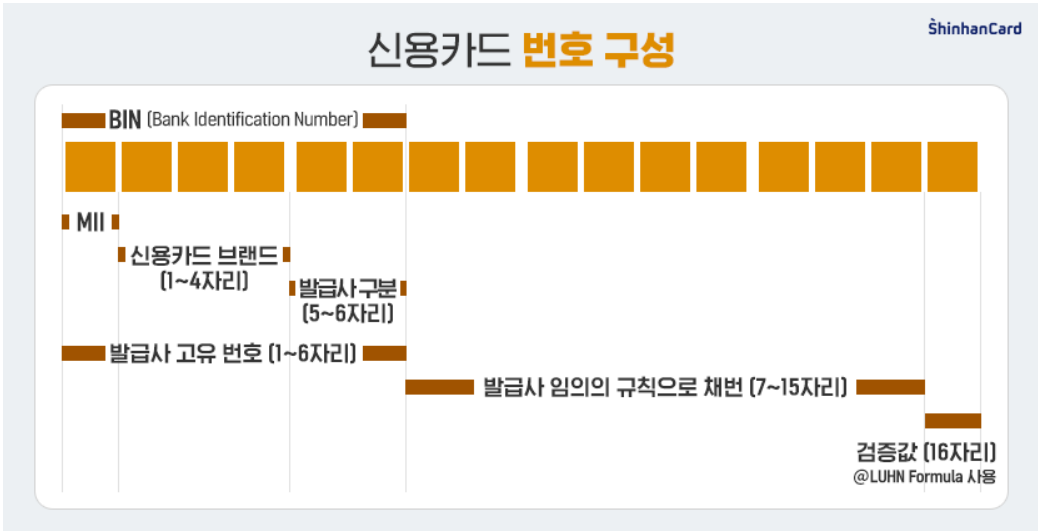 ShinhanCard
신용카드 번호 구성
BIN (Bank Identification Number)
MII
신용카드 브랜드
(1~4자리)
발급사 구분
(5~6자리)
발급사 고유 번호 (1~6자리)
발급사 임의의 규칙으로 채번 (7~15자리)
검증값 (16자리)
@LUHN Formula 사용